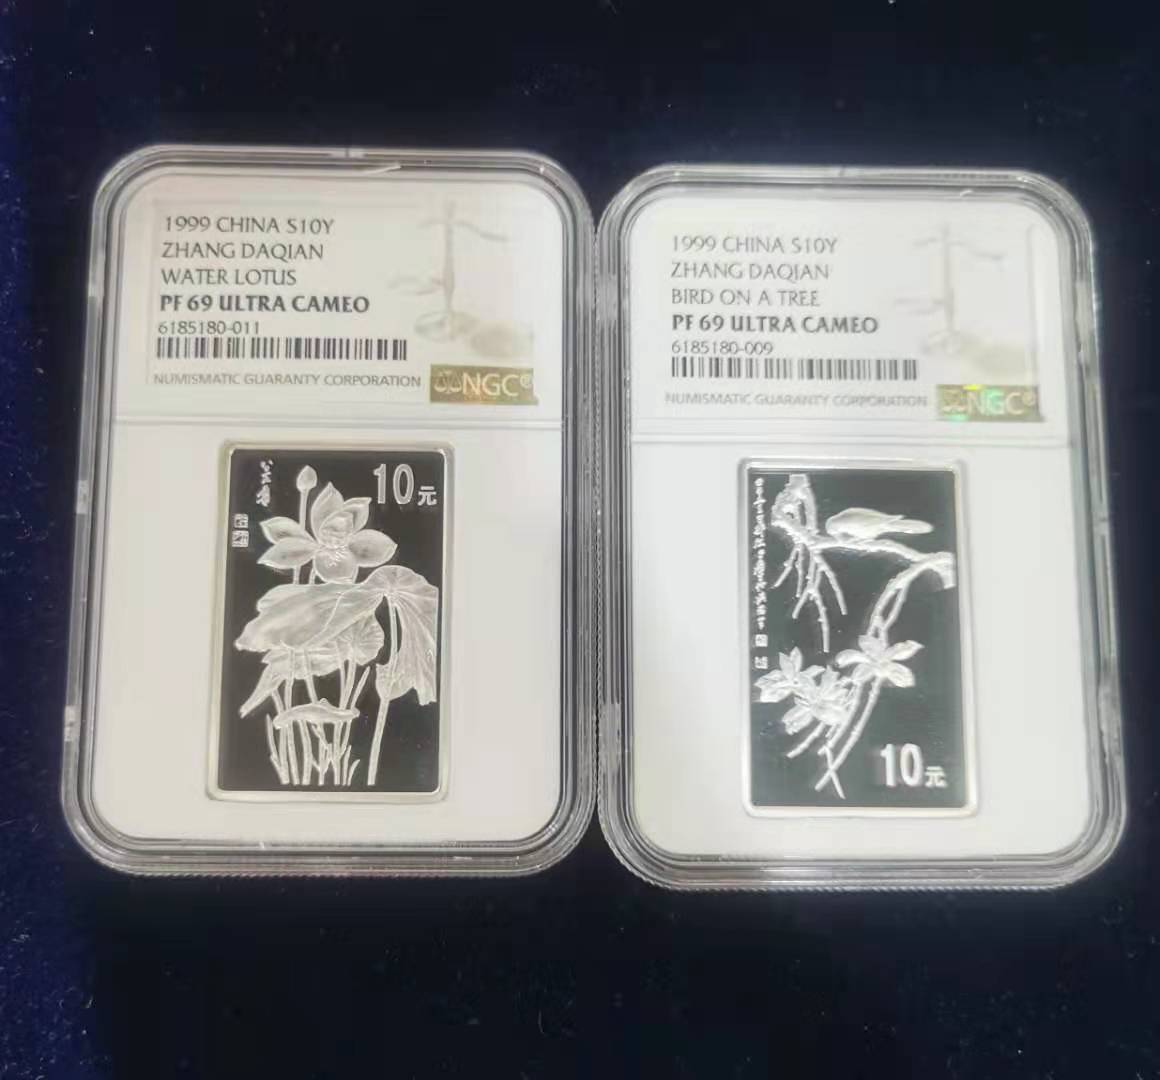 1999 CHINA S10Y
ZHANG DAQIAN
WATER LOTUS
PF 69 ULTRA CAMEO
6185180-011
NUMISMATIC GUARANTY CORPORATION
NGC®
10元
1999 CHINA S10Y
ZHANG DAQIAN
BIRD ON A TREE
PF 69 ULTRA CAMEO
6185180-009
NUMISMATIC GUARANTY CORPORATION
NGC®
10元